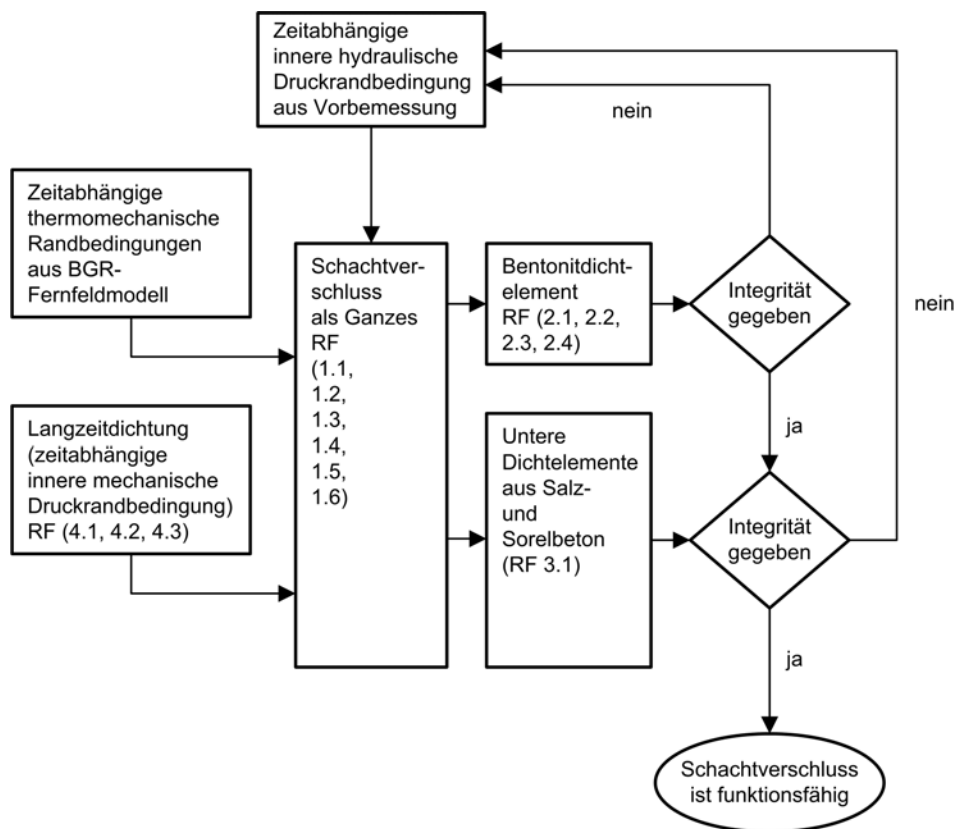 Zeitabhängige
innere hydraulische
Druckrandbedingung
aus Vorbemessung
nein
Zeitabhängige
thermomechanische
Randbedingungen
aus BGR-
Fernfeldmodell
Schachtver-
schluss
als Ganzes
RF
(1.1,
1.2,
1.3,
1.4,
1.5,
1.6)
Bentonitdicht-
element
RF (2.1, 2.2,
2.3, 2.4)
Integrität
gegeben
nein
ja
Langzeitdichtung
(zeitabhängige
innere mechanische
Druckrandbedingung)
RF (4.1, 4.2, 4.3)
Untere
Dichtelemente
aus Salz-
und
Sorelbeton
(RF 3.1)
Integrität
gegeben
ja
Schachtverschluss
ist funktionsfähig